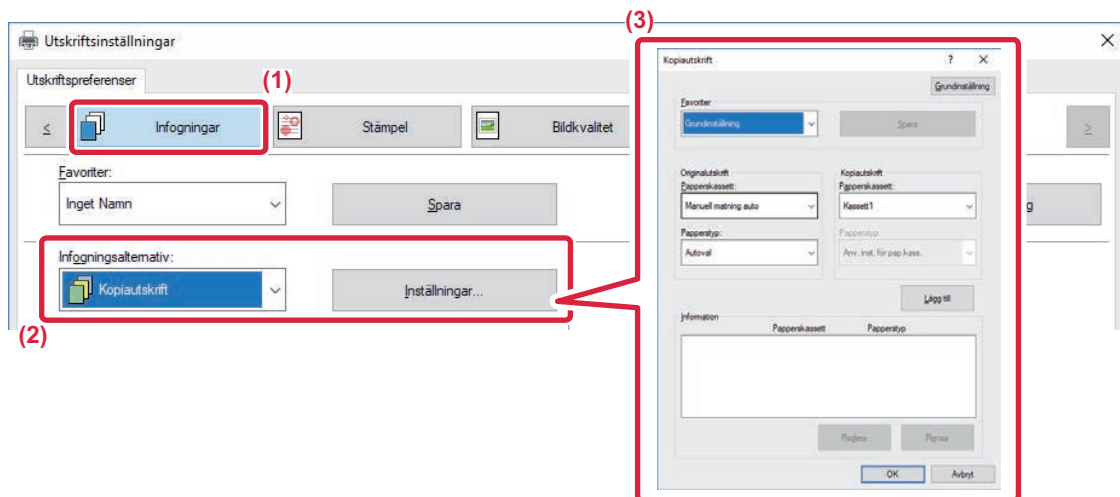 (3)
Utskriftsinställningar
Utskriftspreferenser
(1)
≤
Infogningar
Stämpel
Bildkvalitet
≥
Favoriter:
Inget Namn
Spara
g
Infogningsalternativ:
Kopiautskrift
Inställningar...
(2)
Kopiautskrift
?
Grundinställning
Favoriter
Grundinställning
Spara
Originalutskrift
Kopiautskrift
Papperskassett:
Papperskassett:
Manuell matning auto
Kassett1
Papperstyp:
Papperstyp:
Autoval
Anv. inst. för pap.kass.
Lägg till
Information
Papperskassett
Papperstyp
Radera
Rensa
OK
Avbryt